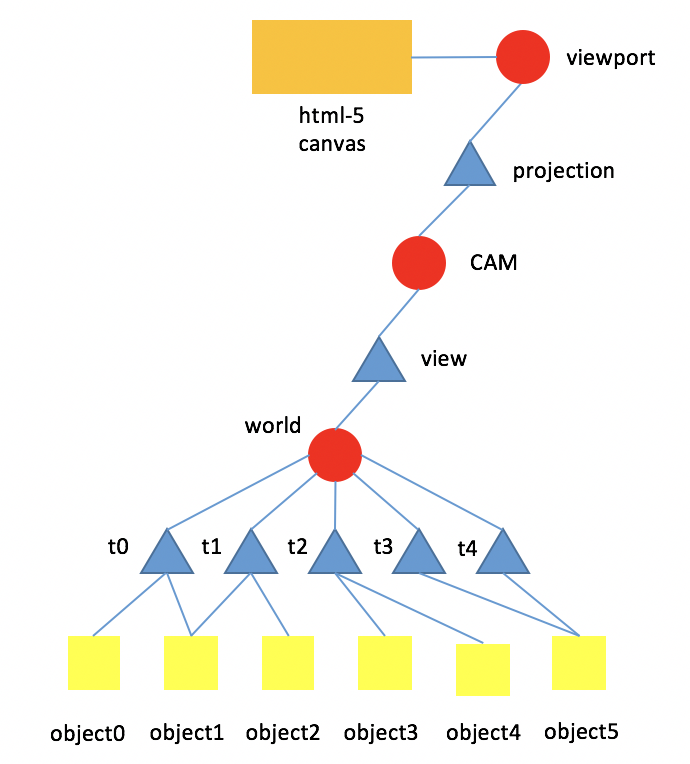 viewport
html-5
canvas
projection
CAM
view
world
t0 t1 t2 t3 t4
object0 object1 object2 object3 object4 object5